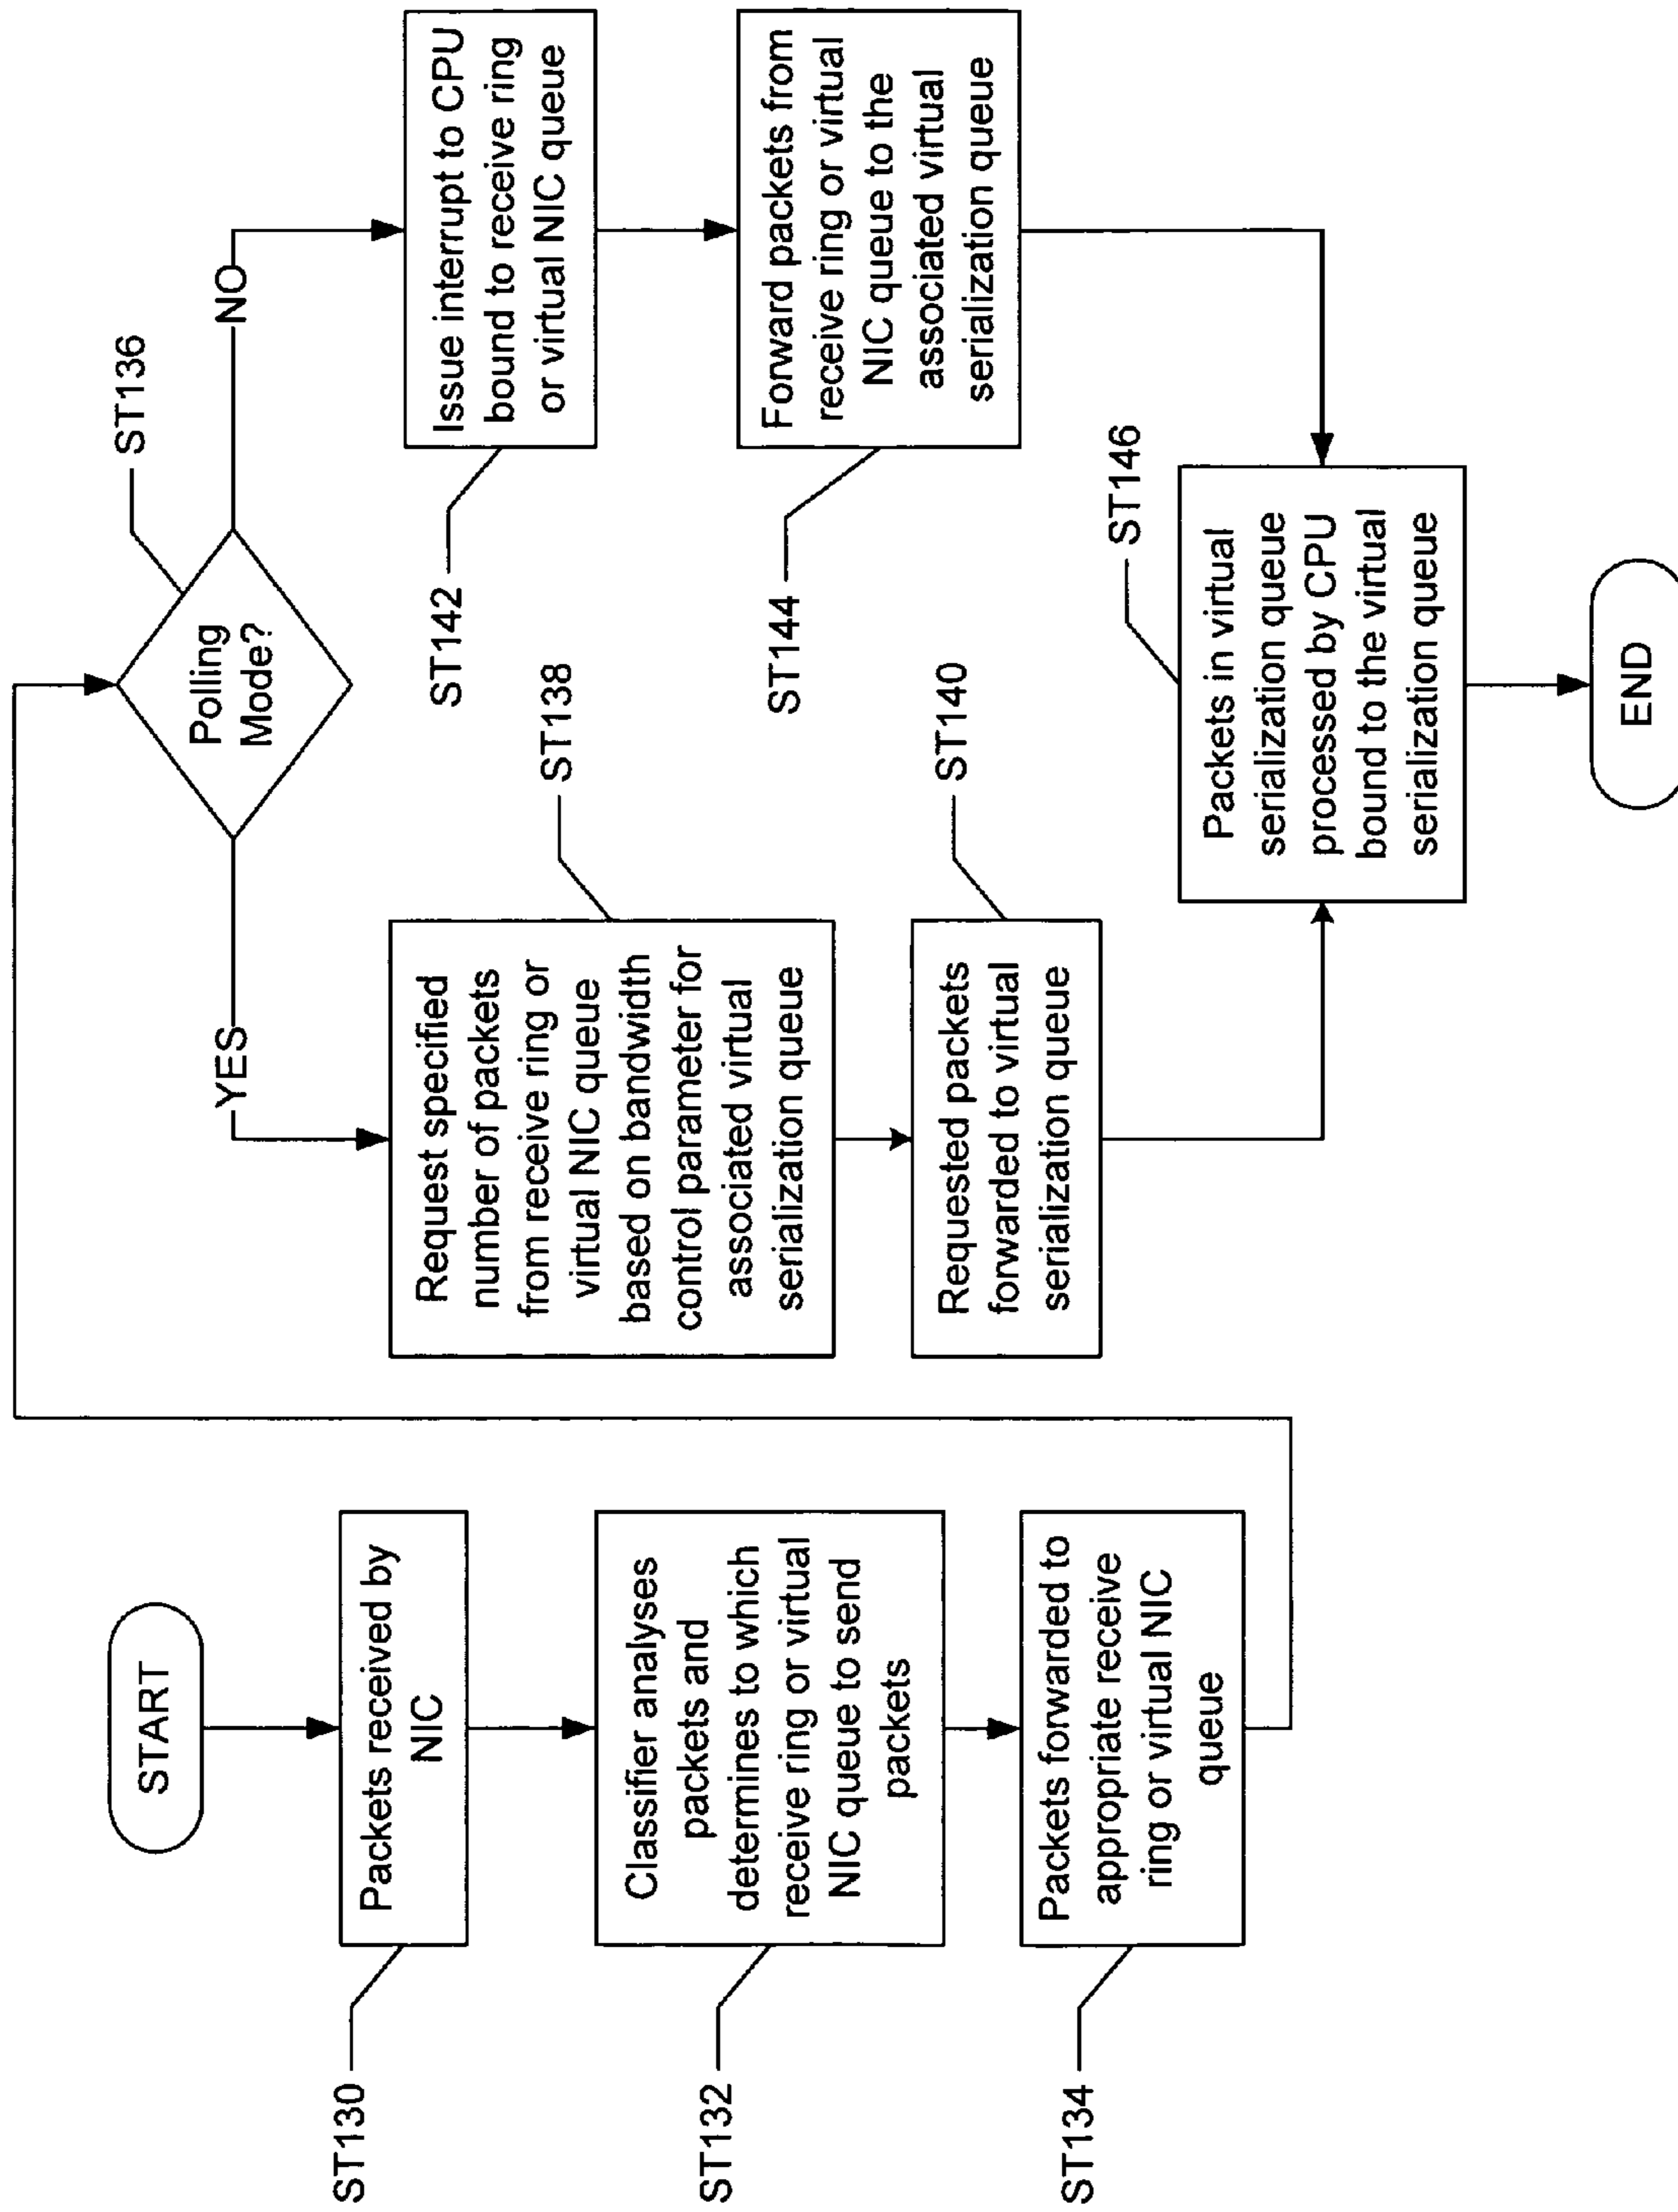 START
Packets received by
NIC
ST130
Classifier analyses
packets and
determines to which
receive ring or virtual
NIC queue to send
packets
ST132
Packets forwarded to
appropriate receive
ring or virtual NIC
queue
ST134
Polling
Mode?
ST136
YES
NO
Request specified
number of packets
from receive ring or
virtual NIC queue
based on bandwidth
control parameter for
associated virtual
serialization queue
ST138
Requested packets
forwarded to virtual
serialization queue
ST140
Issue interrupt to CPU
bound to receive ring
or virtual NIC queue
ST142
Forward packets from
receive ring or virtual
NIC queue to the
associated virtual
serialization queue
ST144
Packets in virtual
serialization queue
processed by CPU
bound to the virtual
serialization queue
ST146
END